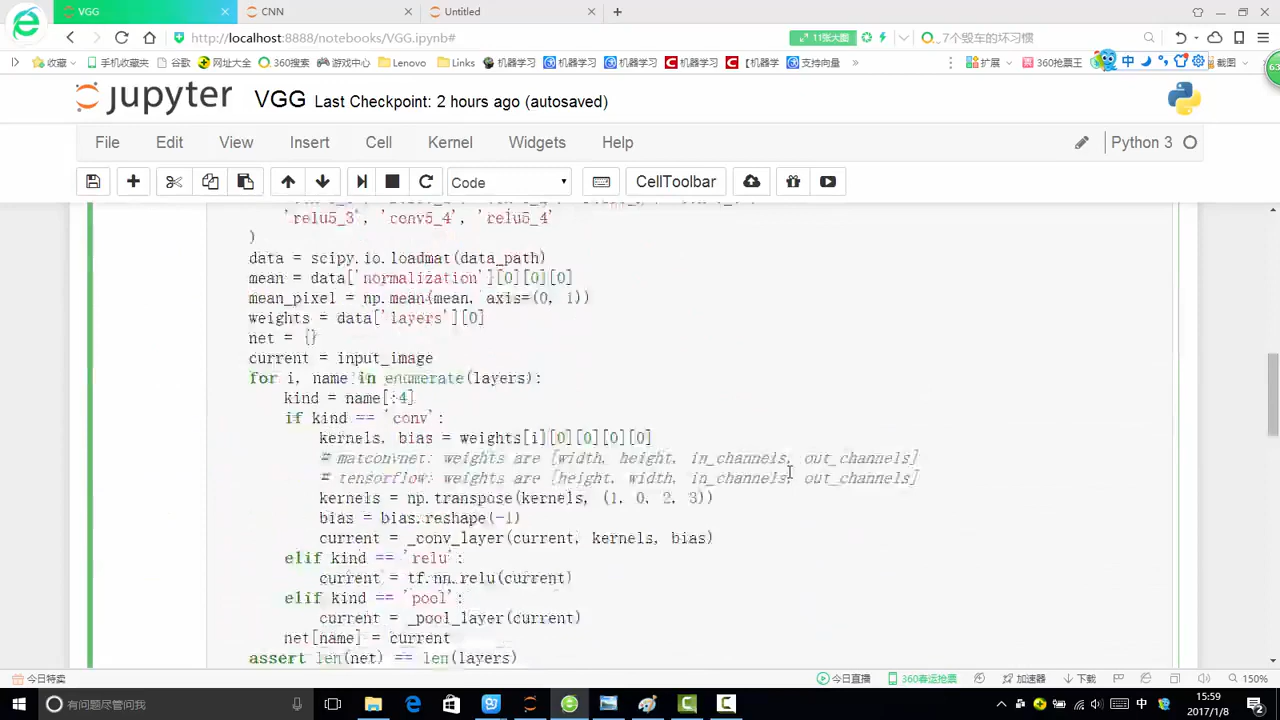 VGG
CNN
Untitled
http://localhost:8888/notebooks/VGG.ipynb#
11张大图
7个毁车的坏习惯
收藏
手机收藏夹
谷歌
网址大全
360搜索
游戏中心
Lenovo
Links
机器学习
机器学习
机器学习
机器学习
【机器学
支持向量
»
扩展
360抢票王
中
截图
63
jupyter
VGG Last Checkpoint: 2 hours ago (autosaved)
File
Edit
View
Insert
Cell
Kernel
Widgets
Help
Python 3
Code
CellToolbar
'relu5_3', 'conv5_4', 'relu5_4'
)
data = scipy.io.loadmat(data_path)
mean = data['normalization'][0][0][0]
mean_pixel = np.mean(mean, axis=(0, 1))
weights = data['layers'][0]
net = {}
current = input_image
for i, name in enumerate(layers):
kind = name[:4]
if kind == 'conv':
kernels, bias = weights[i][0][0][0][0]
# matconvnet: weights are [width, height, in_channels, out_channels]
# tensorflow: weights are [height, width, in_channels, out_channels]
kernels = np.transpose(kernels, (1, 0, 2, 3))
bias = bias.reshape(-1)
current = _conv_layer(current, kernels, bias)
elif kind == 'relu':
current = tf.nn.relu(current)
elif kind == 'pool':
current = _pool_layer(current)
net[name] = current
assert len(net) == len(layers)
今日特卖
今日直播
360春运抢票
加速器
下载
150%
有问题尽管问我
中
15:59
2017/1/8